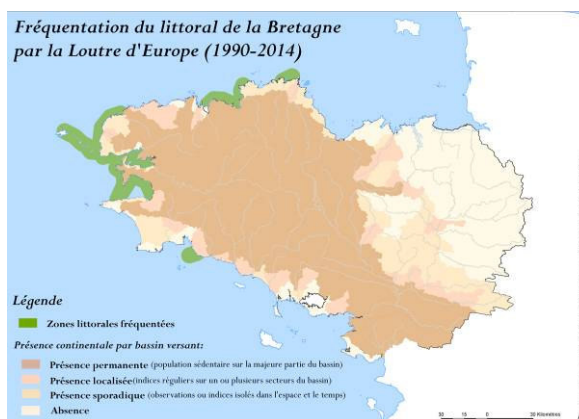 Fréquentation du littoral de la Bretagne
par la Loutre d'Europe (1990-2014)
Légende
Zones littorales fréquentées
Présence continentale par bassin versant:
Présence permanente (population sédentaire sur la majeure partie du bassin)
Présence localisée (indices réguliers sur un ou plusieurs secteurs du bassin)
Présence sporadique (observations ou indices isolés dans l'espace et le temps)
Absence
Kilomètres